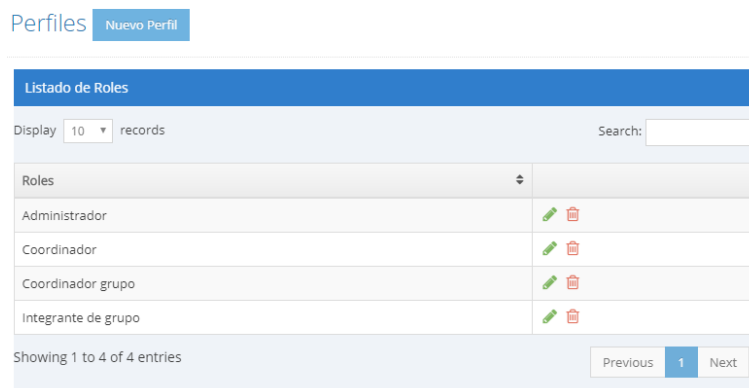 Perfiles Nuevo Perfil
Listado de Roles
Display 10 records Search:
Roles
Administrador
Coordinador
Coordinador grupo
Integrante de grupo
Showing 1 to 4 of 4 entries
Previous 1 Next